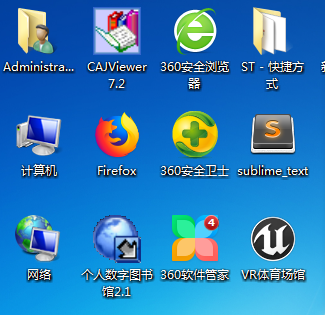 Administra...
CAJViewer
7.2
360安全浏览
器
ST - 快捷方
式
计算机
Firefox
360安全卫士
sublime_text
4
网络
个人数字图书
馆2.1
360软件管家
VR体育场馆